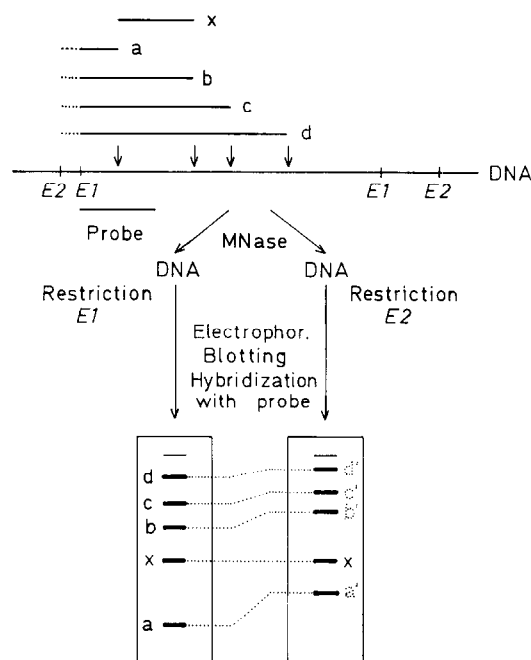 x
a
b
c
d
E2 E1 E1 E2 DNA
Probe
MNase
DNA DNA
Restriction
E1
Restriction
E2
Electrophor.
Blotting
Hybridization
with probe
d d'
c c'
b b'
x x
a a'